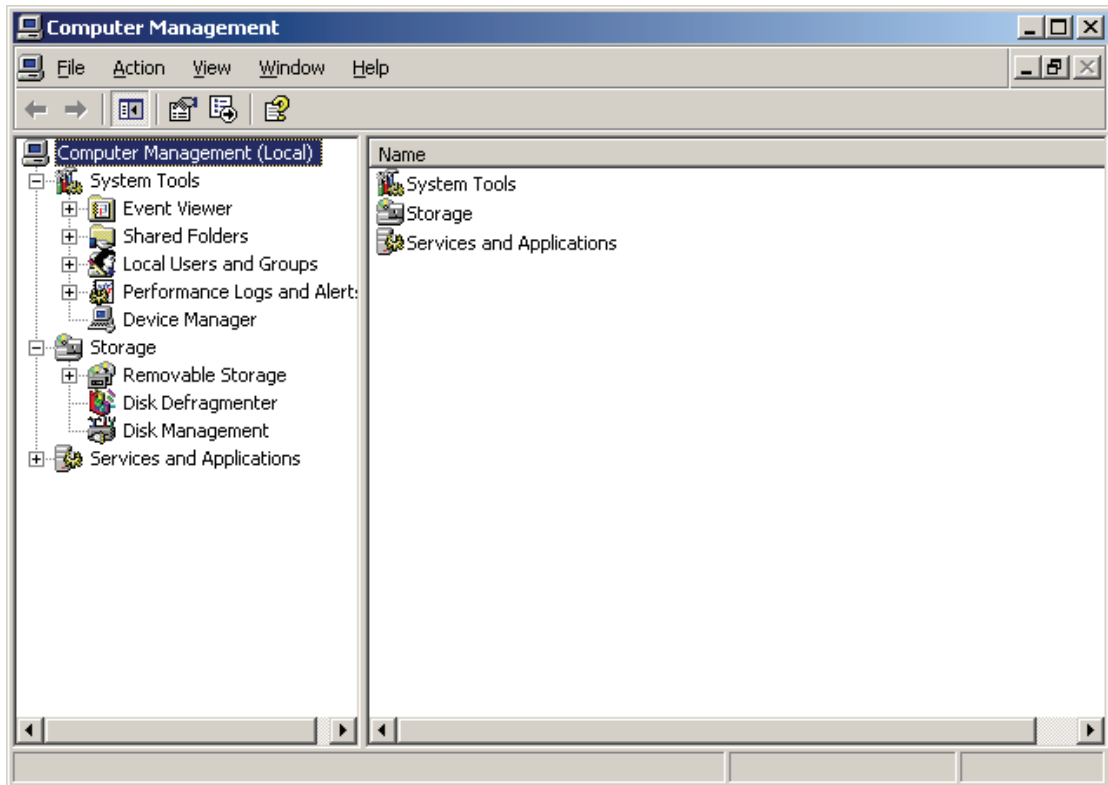 Computer Management
File Action View Window Help
Computer Management (Local)
System Tools
Event Viewer
Shared Folders
Local Users and Groups
Performance Logs and Alert
Device Manager
Storage
Removable Storage
Disk Defragmenter
Disk Management
Services and Applications
Name
System Tools
Storage
Services and Applications